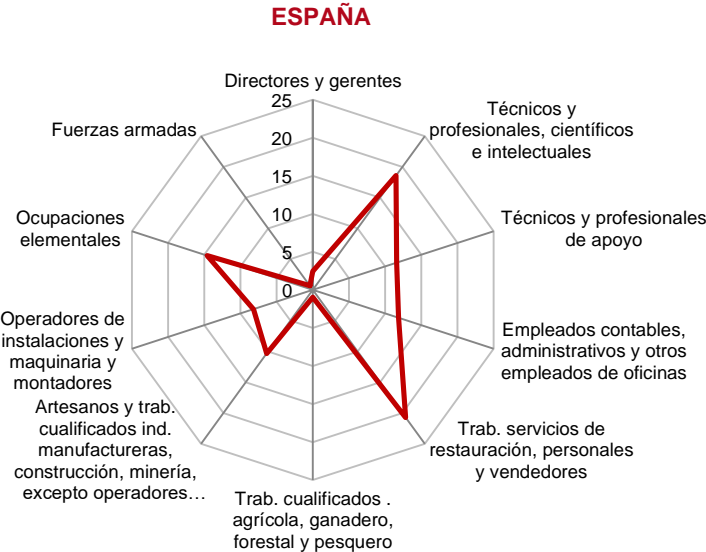 ESPAÑA
Directores y gerentes
25
20
15
10
5
0
Técnicos y
profesionales, científicos
e intelectuales
Técnicos y profesionales
de apoyo
Empleados contables,
administrativos y otros
empleados de oficinas
Trab. servicios de
restauración, personales
y vendedores
Trab. cualificados .
agrícola, ganadero,
forestal y pesquero
Artesanos y trab.
cualificados ind.
manufactureras,
construcción, minería,
excepto operadores…
Operadores de
instalaciones y
maquinaria y
montadores
Ocupaciones
elementales
Fuerzas armadas